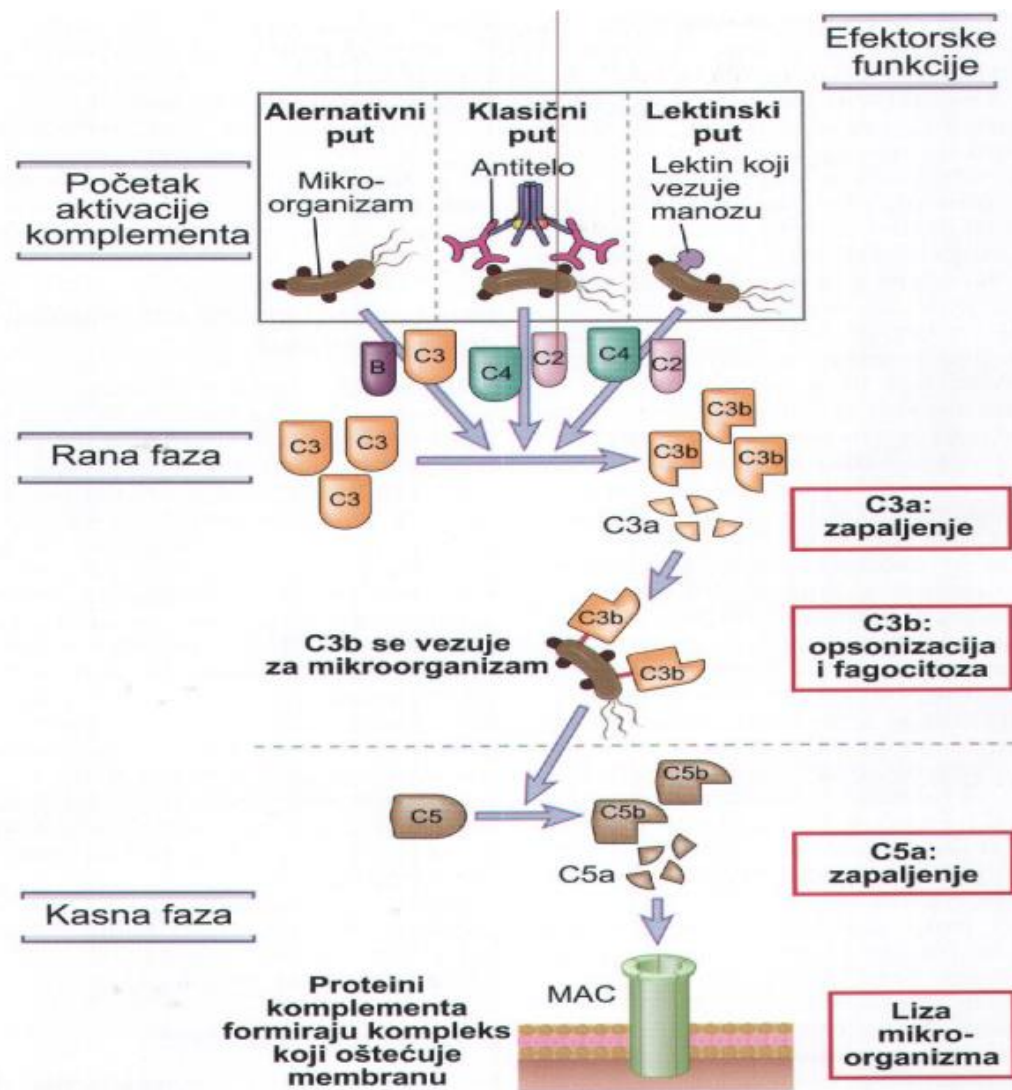 Efektorske
funkcije
Alernativni
put
Klasični
put
Lektinski
put
Početak
aktivacije
komplementa
Mikro-
organizam
Antitelo
Lektin koji
vezuje
manozu
B
C3
C4
C2
C4
C2
Rana faza
C3
C3
C3
C3b
C3b
C3b
C3a
C3a:
zapaljenje
C3b se vezuje
za mikroorganizam
C3b
C3b
C3b:
opsonizacija
i fagocitoza
C5
C5b
C5b
C5a
C5a:
zapaljenje
Kasna faza
Proteini
komplementa
formiraju kompleks
koji oštećuje
membranu
MAC
Liza
mikro-
organizma